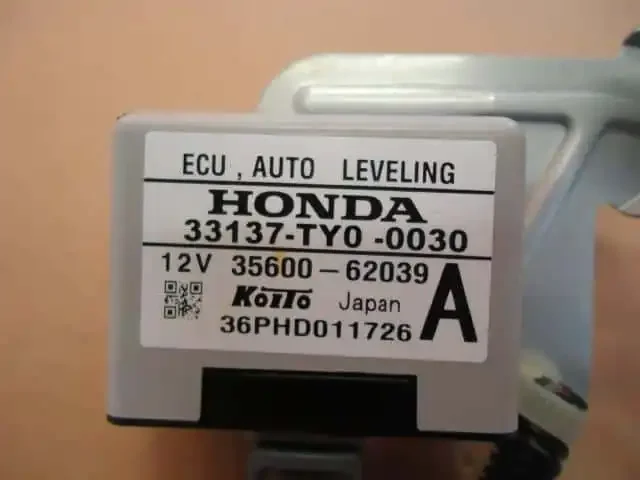 ECU , AUTO LEVELING
HONDA
33137-TY0 -0030
12V 35600-62039 A
KOITO Japan
36PHD011726